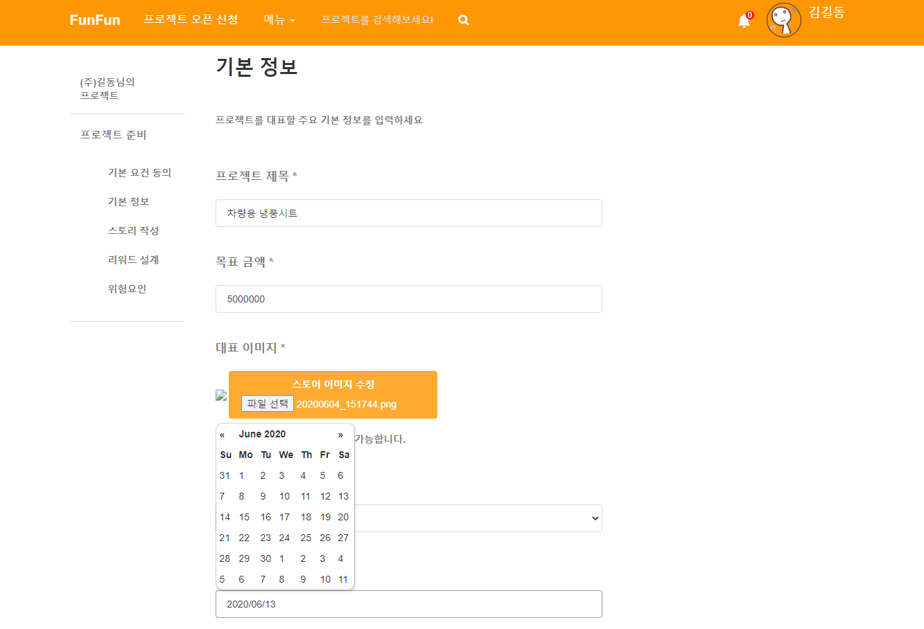 FunFun 프로젝트 오픈 신청 메뉴 프로젝트를 검색해보세요! 0 김길동
(주)길동님의
프로젝트
프로젝트 준비
기본 요건 동의
기본 정보
스토리 작성
리워드 설계
위험요인
기본 정보
프로젝트를 대표할 주요 기본 정보를 입력하세요
프로젝트 제목 *
차량용 냉풍시트
목표 금액 *
5000000
대표 이미지 *
스토어 이미지 수정
파일 선택 20200604_151744.png
가능합니다.
« June 2020 »
Su Mo Tu We Th Fr Sa
31 1 2 3 4 5 6
7 8 9 10 11 12 13
14 15 16 17 18 19 20
21 22 23 24 25 26 27
28 29 30 1 2 3 4
5 6 7 8 9 10 11
2020/06/13